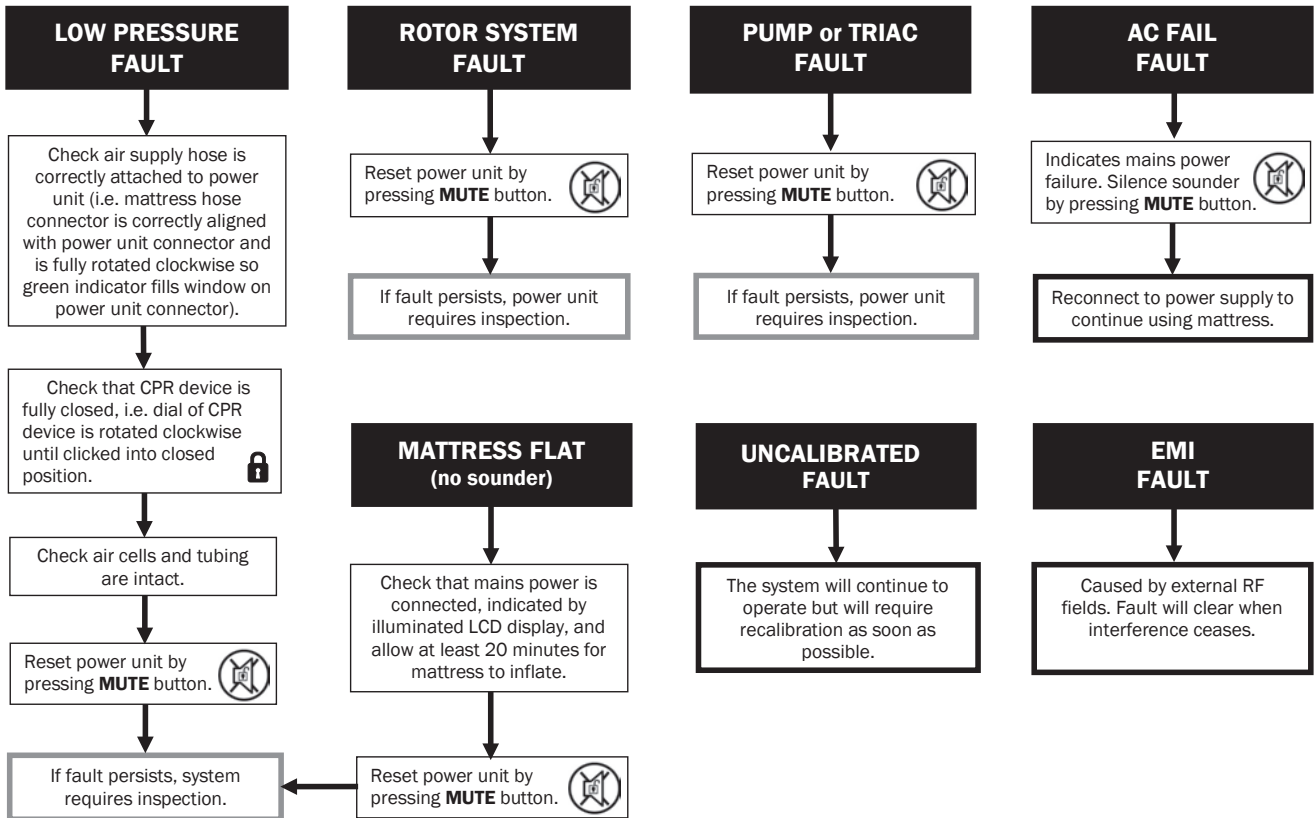 LOW PRESSURE
FAULT
Check air supply hose is
correctly attached to power
unit (i.e. mattress hose
connector is correctly aligned
with power unit connector and
is fully rotated clockwise so
green indicator fills window on
power unit connector).
Check that CPR device is
fully closed, i.e. dial of CPR
device is rotated clockwise
until clicked into closed
position.
Check air cells and tubing
are intact.
Reset power unit by
pressing MUTE button.
If fault persists, system
requires inspection.
ROTOR SYSTEM
FAULT
Reset power unit by
pressing MUTE button.
If fault persists, power unit
requires inspection.
PUMP or TRIAC
FAULT
Reset power unit by
pressing MUTE button.
If fault persists, power unit
requires inspection.
AC FAIL
FAULT
Indicates mains power
failure. Silence sounder
by pressing MUTE button.
Reconnect to power supply to
continue using mattress.
MATTRESS FLAT
(no sounder)
Check that mains power is
connected, indicated by
illuminated LCD display, and
allow at least 20 minutes for
mattress to inflate.
Reset power unit by
pressing MUTE button.
UNCALIBRATED
FAULT
The system will continue to
operate but will require
recalibration as soon as
possible.
EMI
FAULT
Caused by external RF
fields. Fault will clear when
interference ceases.